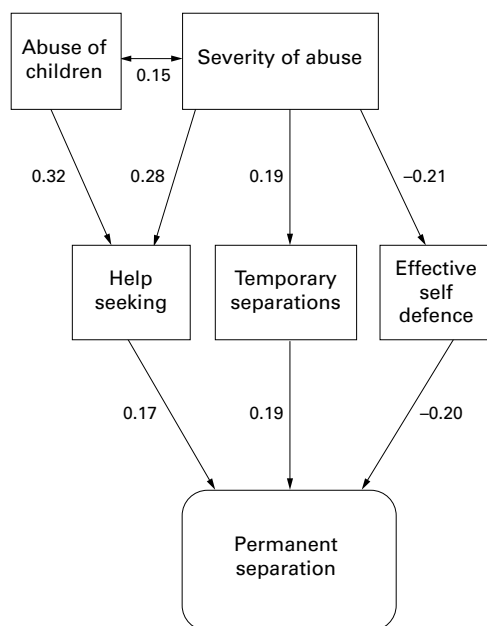 Abuse of
children
0.15
Severity of abuse
0.32
0.28
0.19
–0.21
Help
seeking
Temporary
separations
Effective
self
defence
0.17
0.19
–0.20
Permanent
separation